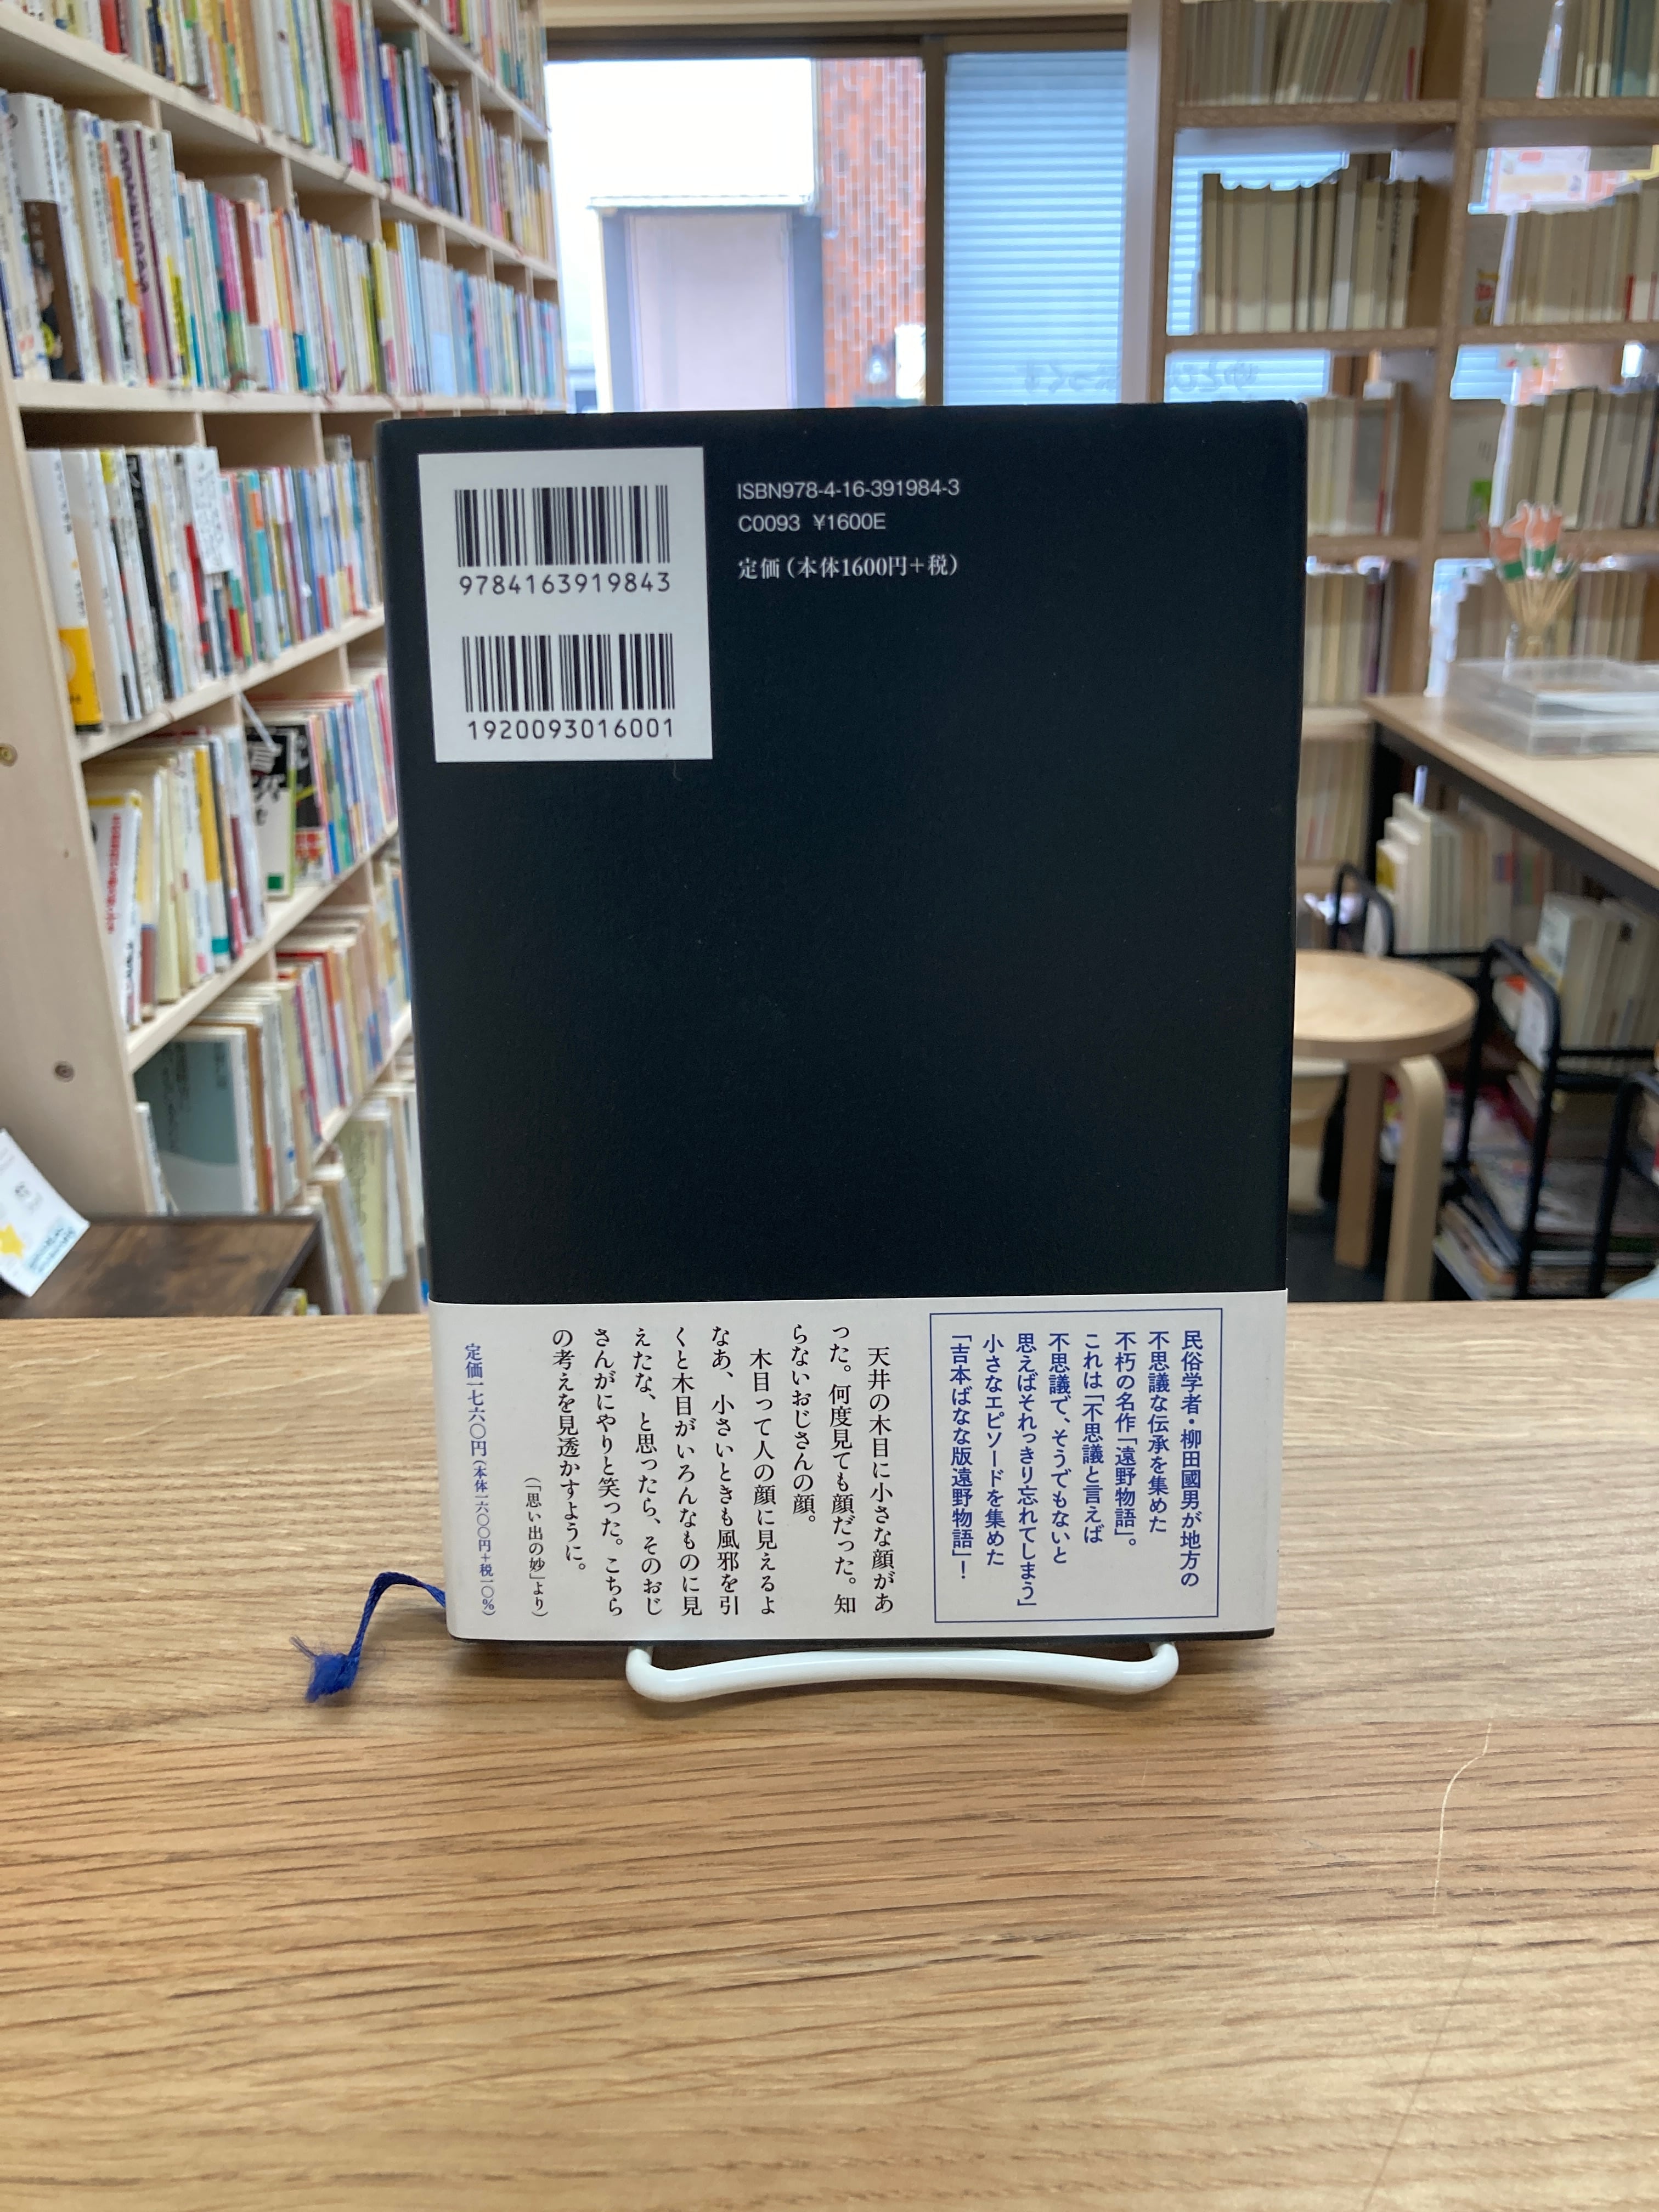 9784163919843
1920093016001
ISBN978-4-16-391984-3
C0093 ¥1600E
定価（本体1600円＋税）
民俗学者・柳田國男が地方の
不思議な伝承を集めた
不朽の名作「遠野物語」。
これは「不思議と言えば
不思議で、そうでもないと
思えばそれっきり忘れてしまう」
小さなエピソードを集めた
「吉本ばなな版遠野物語」！
天井の木目に小さな顔があ
った。何度見ても顔だった。知
らないおじさんの顔。
木目って人の顔に見えるよ
なあ、小さいときも風邪を引
くと木目がいろんなものに見
えたな、と思ったら、そのおじ
さんがにやりと笑った。こちら
の考えを見透かすように。
（「思い出の妙」より）
定価一七六〇円（本体一六〇〇円＋税一〇％）